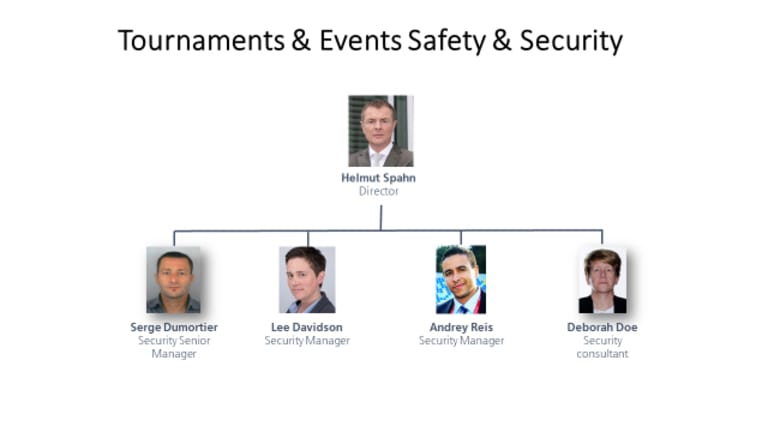 Tournaments & Events Safety & Security
Helmut Spahn
Director
Serge Dumortier
Security Senior
Manager
Lee Davidson
Security Manager
Andrey Reis
Security Manager
Deborah Doe
Security
consultant